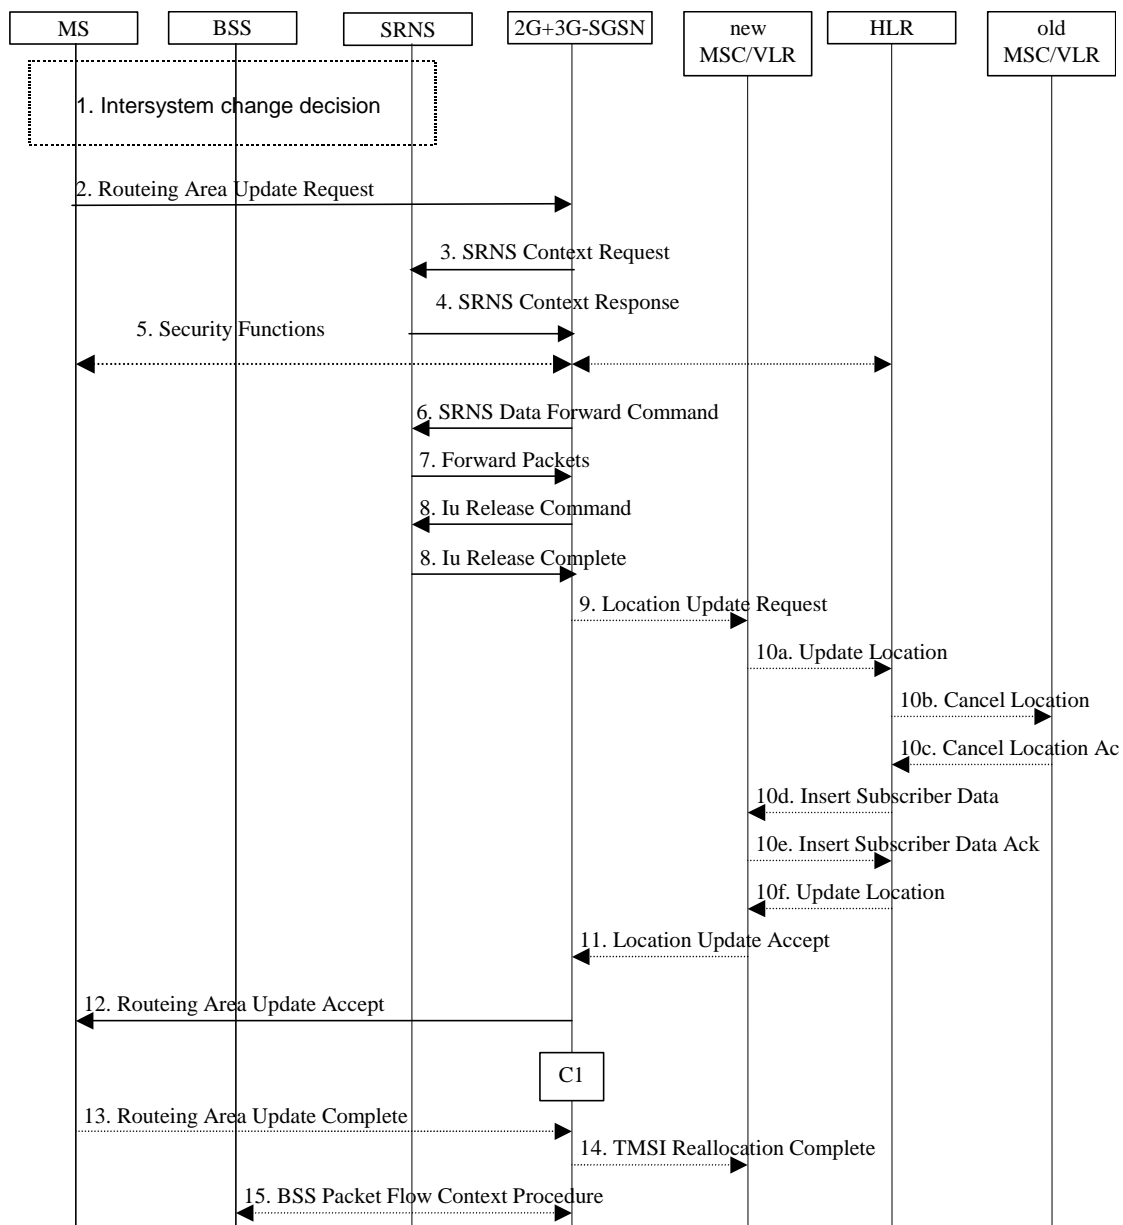 MS
BSS
SRNS
2G+3G-SGSN
new
MSC/VLR
HLR
old
MSC/VLR
1. Intersystem change decision
2. Routeing Area Update Request
3. SRNS Context Request
4. SRNS Context Response
5. Security Functions
6. SRNS Data Forward Command
7. Forward Packets
8. Iu Release Command
8. Iu Release Complete
9. Location Update Request
10a. Update Location
10b. Cancel Location
10c. Cancel Location Ac
10d. Insert Subscriber Data
10e. Insert Subscriber Data Ack
10f. Update Location
11. Location Update Accept
12. Routeing Area Update Accept
C1
13. Routeing Area Update Complete
14. TMSI Reallocation Complete
15. BSS Packet Flow Context Procedure